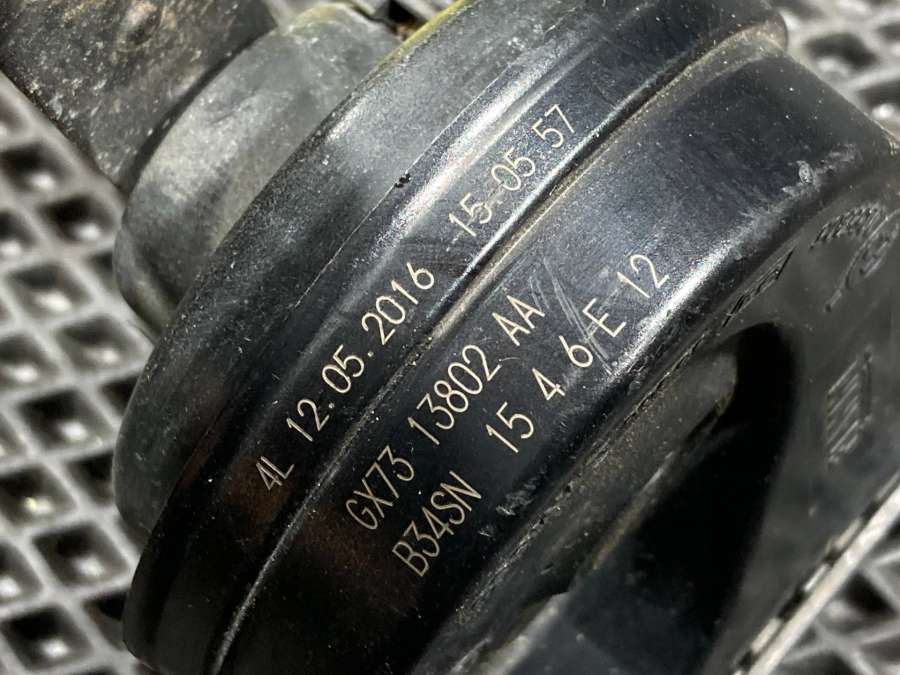 4L 12.05.2016 15.05.57
GX73 13802 AA
B34SN 15 4 6 E 12